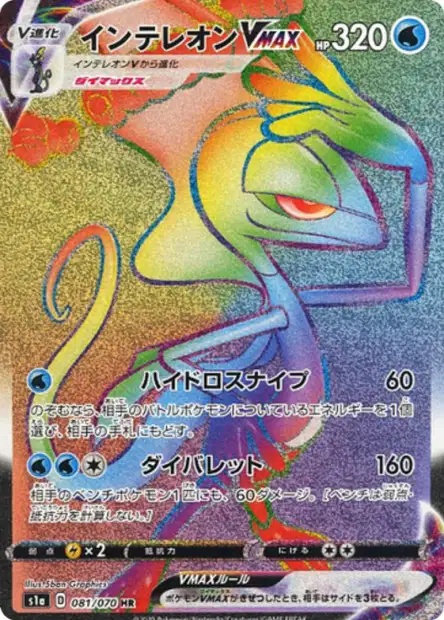 V進化
インテレオンVMAX HP320
インテレオンVから進化
ダイマックス
ハイドロスナイプ 60
のぞむなら、相手のバトルポケモンについているエネルギーを1個
選び、相手の手札にもどす。
ダイバレット 160
相手のベンチポケモン1匹にも、60ダメージ。[ベンチは弱点・
抵抗力を計算しない。]
弱点 ×2 抵抗力 にげる
Illus. 5ban Graphics
VMAXルール
s1a D 081/070 HR
ポケモンVMAXがきぜつしたとき、相手はサイドを3枚とる。